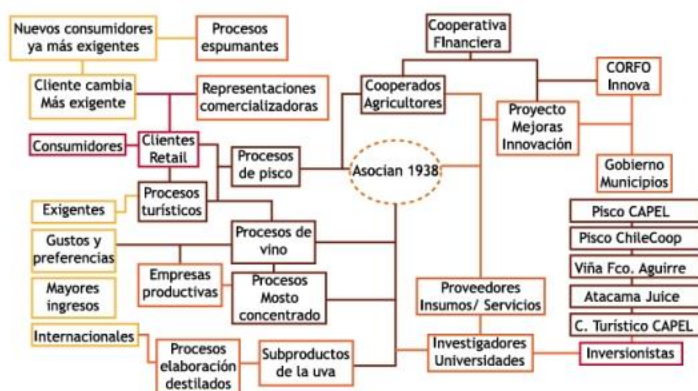 Nuevos consumidores
ya más exigentes
Procesos
espumantes
Cooperativa
Financiera
Cliente cambia
Más exigente
Representaciones
comercializadoras
Cooperados
Agricultores
CORFO
Innova
Proyecto
Mejoras
Innovación
Consumidores
Clientes
Retail
Procesos
de pisco
Asocian 1938
Gobierno
Municipios
Exigentes
Procesos
turísticos
Pisco CAPEL
Gustos y
preferencias
Procesos
de vino
Pisco ChileCoop
Mayores
ingresos
Empresas
productivas
Procesos
Mosto
concentrado
Proveedores
Insumos/ Servicios
Viña Fco. Aguirre
Atacama Juice
C. Turístico CAPEL
Internacionales
Procesos
elaboración
destilados
Subproductos
de la uva
Investigadores
Universidades
Inversionistas